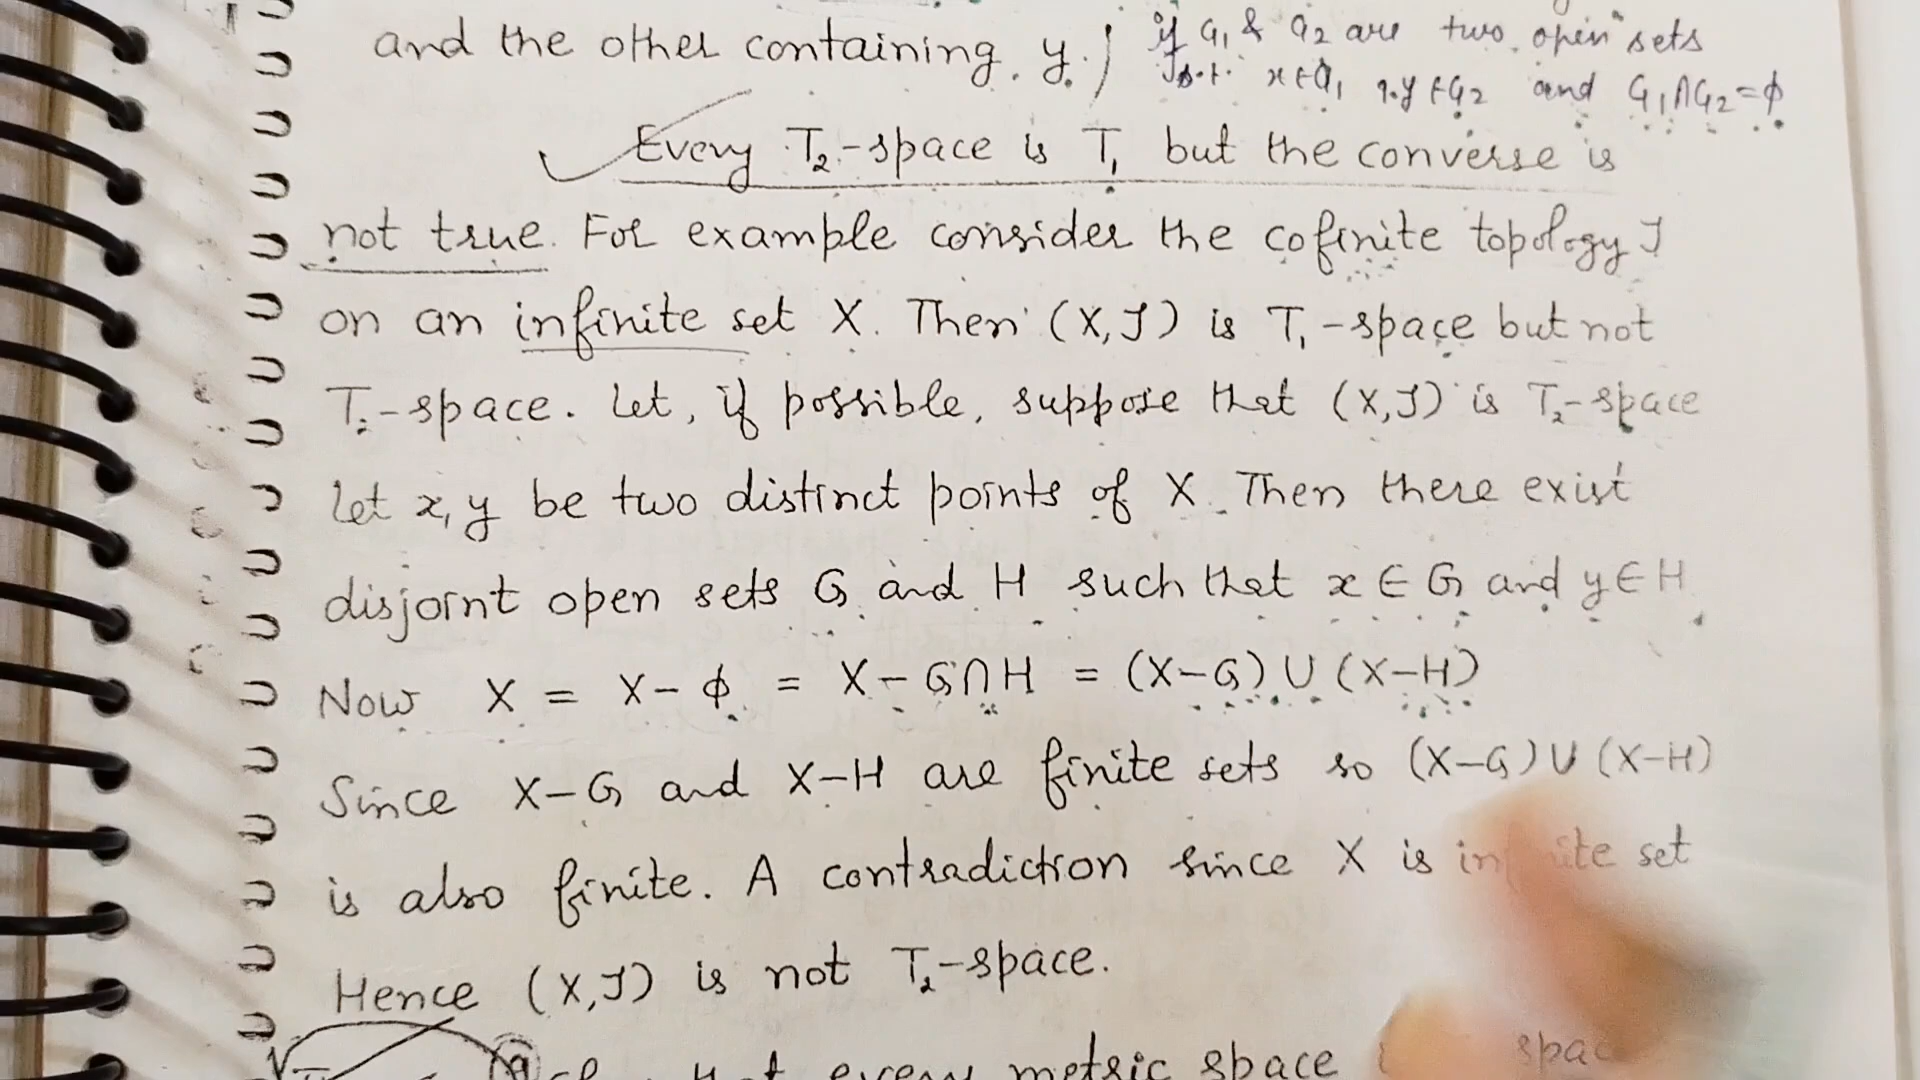 and the other containing y.
if G₁ & G₂ are two open sets
s.t. x∈G₁ & y∈G₂ and G₁∩G₂=ϕ
Every T₂-space is T₁ but the converse is
not true. For example consider the cofinite topology J
on an infinite set X. Then (X,J) is T₁-space but not
T₂-space. Let, if possible, suppose that (X,J) is T₂-space
Let x, y be two distinct points of X. Then there exist
disjoint open sets G and H such that x∈G and y∈H
Now X = X-ϕ = X-G∩H = (X-G)∪(X-H)
Since X-G and X-H are finite sets so (X-G)∪(X-H)
is also finite. A contradiction since X is infinite set
Hence (X,J) is not T₂-space.
every metric space